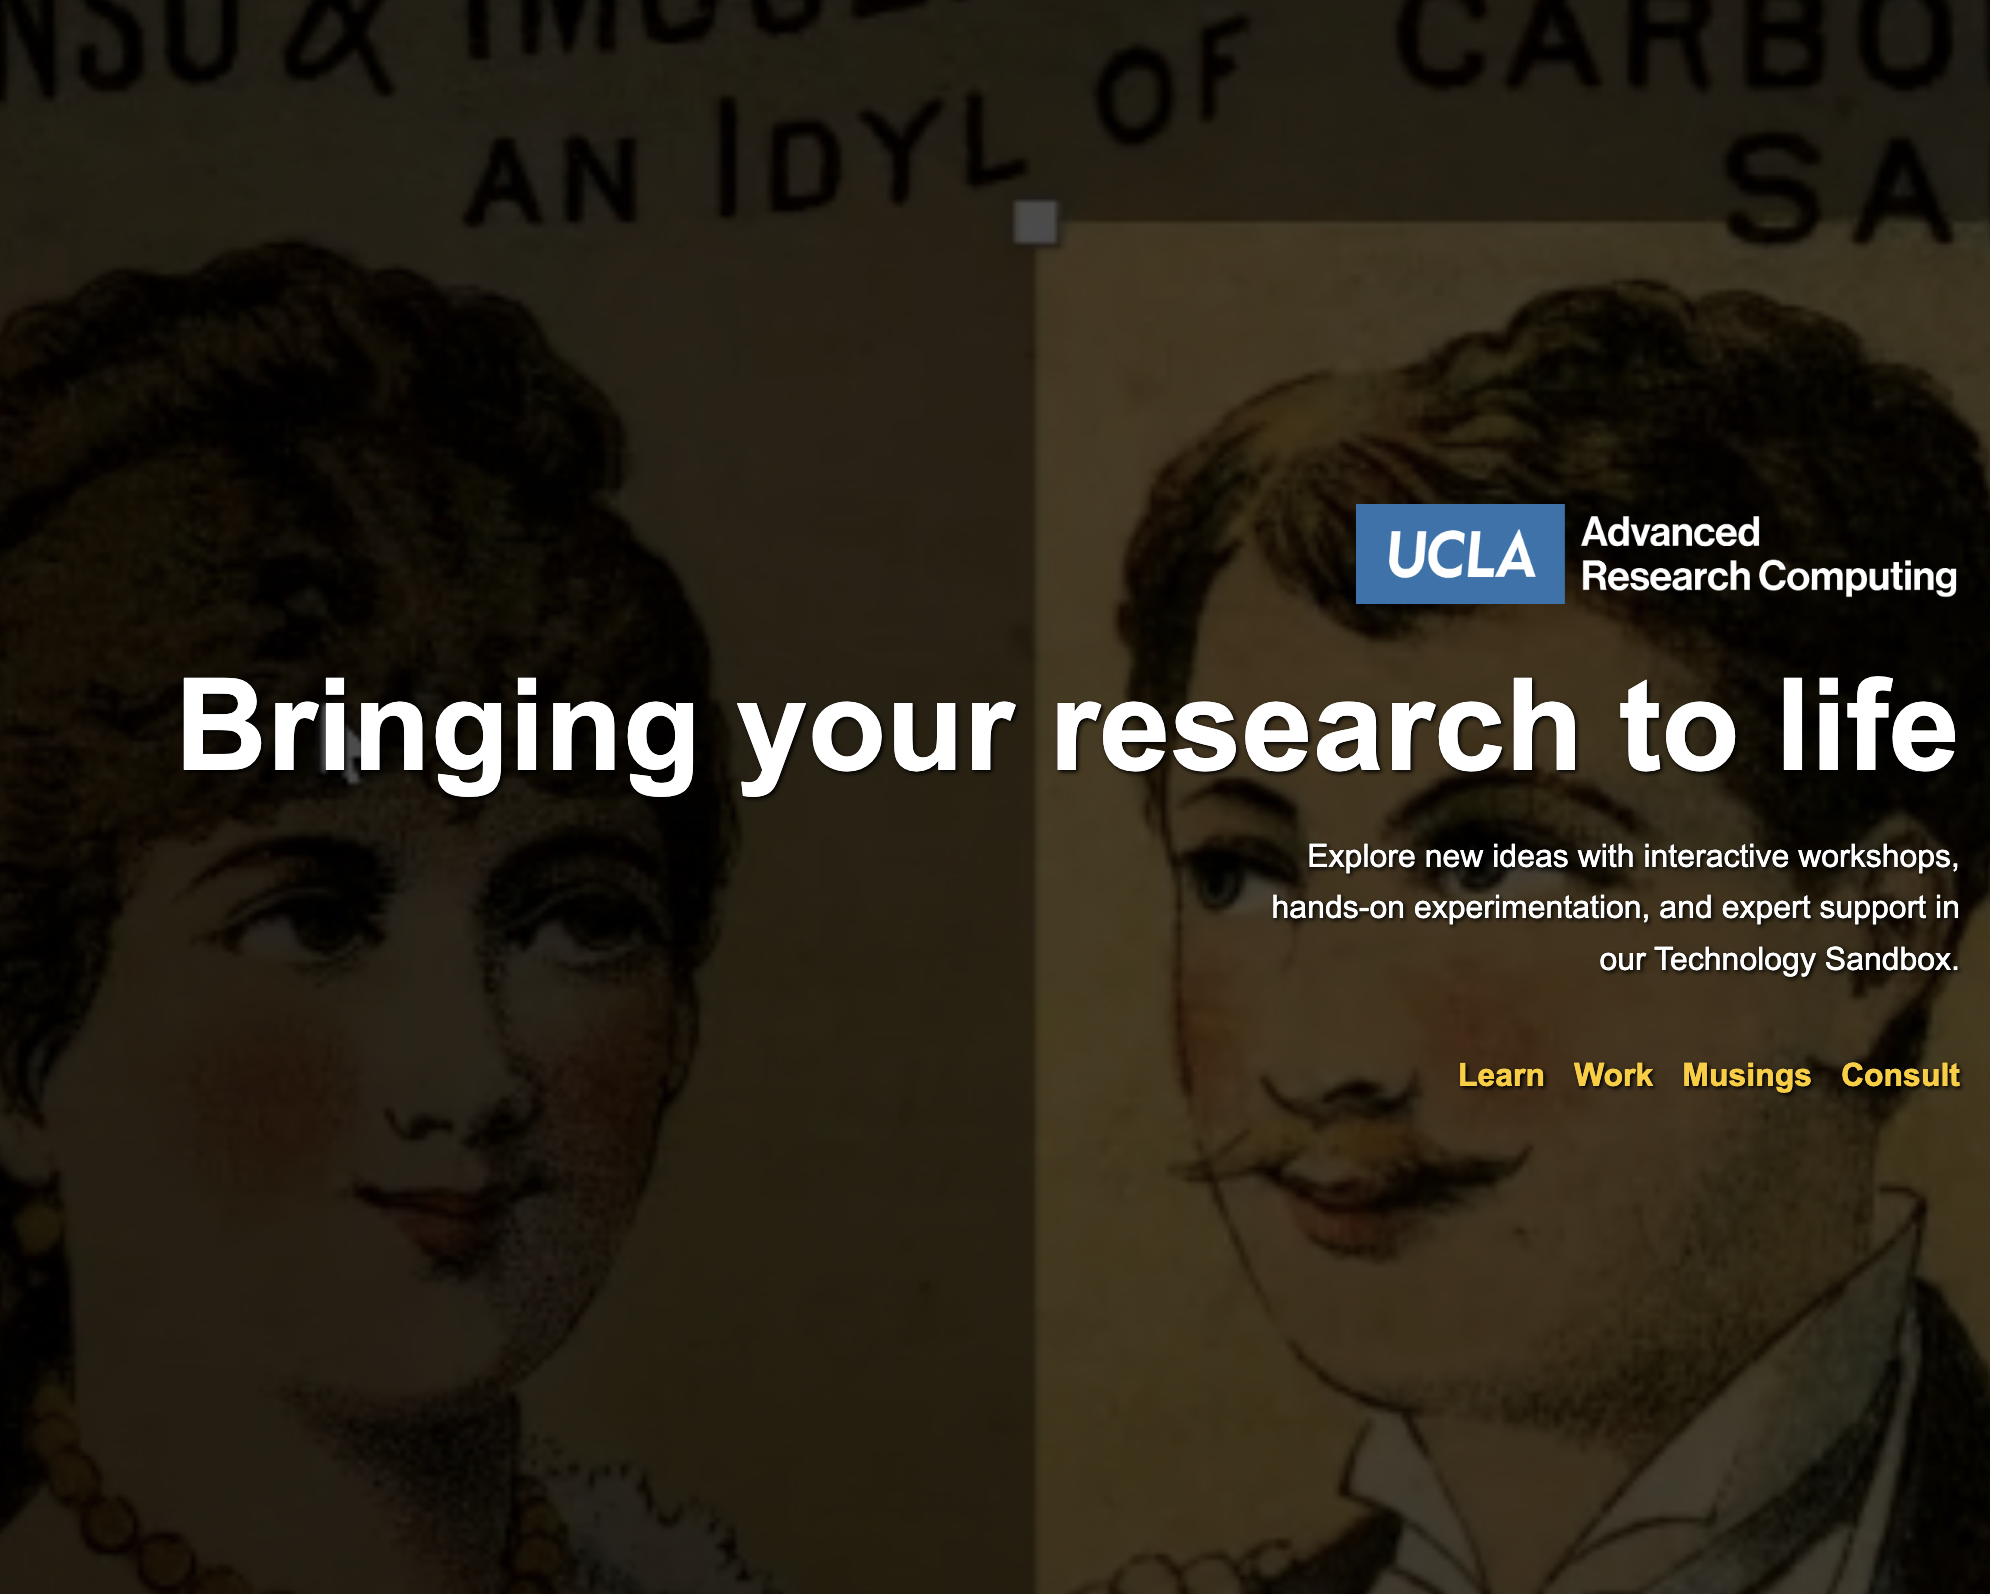 NSU & IMOGE
AN IDYL OF CARBO
SA
UCLA Advanced
Research Computing
Bringing your research to life
Explore new ideas with interactive workshops,
hands-on experimentation, and expert support in
our Technology Sandbox.
Learn Work Musings Consult